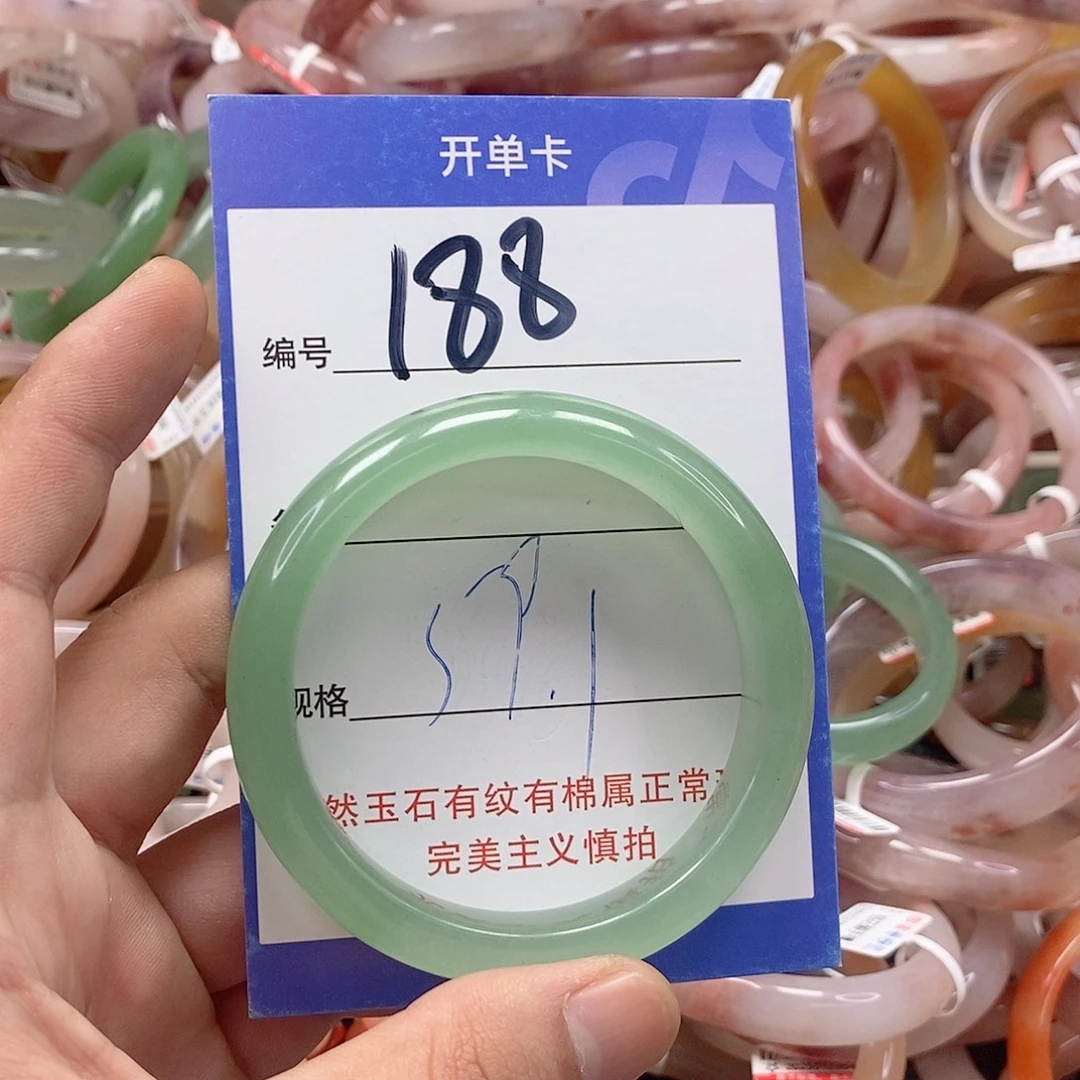 开单卡
编号 188
规格 59.1
然玉石有纹有棉属正常
完美主义慎拍